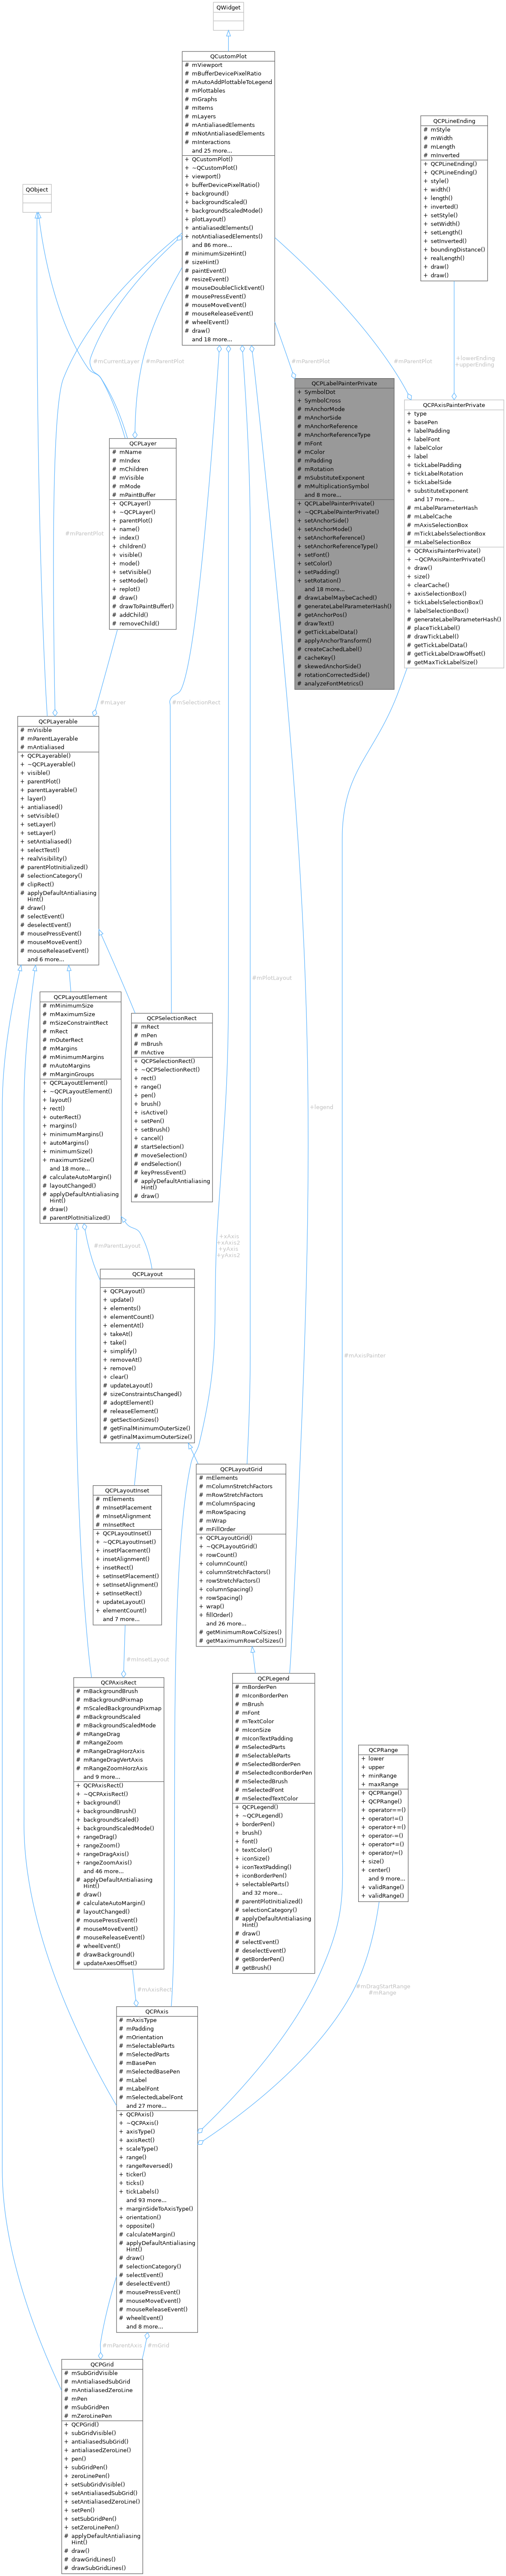 QWidget
QCustomPlot
# mViewport
# mBufferDevicePixelRatio
# mAutoAddPlottableToLegend
# mPlottables
# mGraphs
# mItems
# mLayers
# mAntialiasedElements
# mNotAntialiasedElements
# mInteractions
and 25 more...
+ QCustomPlot()
+ ~QCustomPlot()
+ viewport()
+ bufferDevicePixelRatio()
+ background()
+ backgroundScaled()
+ backgroundScaledMode()
+ plotLayout()
+ antialiasedElements()
+ notAntialiasedElements()
and 86 more...
# minimumSizeHint()
# sizeHint()
# paintEvent()
# resizeEvent()
# mouseDoubleClickEvent()
# mousePressEvent()
# mouseMoveEvent()
# mouseReleaseEvent()
# wheelEvent()
# draw()
and 18 more...
QCPLineEnding
# mStyle
# mWidth
# mLength
# mInverted
+ QCPLineEnding()
+ QCPLineEnding()
+ style()
+ width()
+ length()
+ inverted()
+ setStyle()
+ setWidth()
+ setLength()
+ setInverted()
+ boundingDistance()
+ realLength()
+ draw()
+ draw()
QObject
#mCurrentLayer
#mParentPlot
#mParentPlot
#mParentPlot
+lowerEnding
+upperEnding
QCPLabelPainterPrivate
+ SymbolDot
+ SymbolCross
# mAnchorMode
# mAnchorSide
# mAnchorReference
# mAnchorReferenceType
# mFont
# mColor
# mPadding
# mRotation
# mSubstituteExponent
# mMultiplicationSymbol
and 8 more...
+ QCPLabelPainterPrivate()
+ ~QCPLabelPainterPrivate()
+ setAnchorSide()
+ setAnchorMode()
+ setAnchorReference()
+ setAnchorReferenceType()
+ setFont()
+ setColor()
+ setPadding()
+ setRotation()
and 18 more...
# drawLabelMaybeCached()
# generateLabelParameterHash()
# getAnchorPos()
# drawText()
# getTickLabelData()
# applyAnchorTransform()
# createCachedLabel()
# cacheKey()
# skewedAnchorSide()
# rotationCorrectedSide()
# analyzeFontMetrics()
QCPAxisPainterPrivate
+ type
+ basePen
+ labelPadding
+ labelFont
+ labelColor
+ label
+ tickLabelPadding
+ tickLabelRotation
+ tickLabelSide
+ substituteExponent
and 17 more...
# mLabelParameterHash
# mLabelCache
# mAxisSelectionBox
# mTickLabelsSelectionBox
# mLabelSelectionBox
+ QCPAxisPainterPrivate()
+ ~QCPAxisPainterPrivate()
+ draw()
+ size()
+ clearCache()
+ axisSelectionBox()
+ tickLabelsSelectionBox()
+ labelSelectionBox()
# generateLabelParameterHash()
# placeTickLabel()
# drawTickLabel()
# getTickLabelData()
# getTickLabelDrawOffset()
# getMaxTickLabelSize()
QCPLayer
# mName
# mIndex
# mChildren
# mVisible
# mMode
# mPaintBuffer
+ QCPLayer()
+ ~QCPLayer()
+ parentPlot()
+ name()
+ index()
+ children()
+ visible()
+ mode()
+ setVisible()
+ setMode()
+ replot()
# draw()
# drawToPaintBuffer()
# addChild()
# removeChild()
#mParentPlot
#mLayer
#mSelectionRect
QCPLayerable
# mVisible
# mParentLayerable
# mAntialiased
+ QCPLayerable()
+ ~QCPLayerable()
+ visible()
+ parentPlot()
+ parentLayerable()
+ layer()
+ antialiased()
+ setVisible()
+ setLayer()
+ setLayer()
+ setAntialiased()
+ selectTest()
+ realVisibility()
# parentPlotInitialized()
# selectionCategory()
# clipRect()
# applyDefaultAntialiasing
Hint()
# draw()
# selectEvent()
# deselectEvent()
# mousePressEvent()
# mouseMoveEvent()
# mouseReleaseEvent()
and 6 more...
#mPlotLayout
QCPLayoutElement
# mMinimumSize
# mMaximumSize
# mSizeConstraintRect
# mRect
# mOuterRect
# mMargins
# mMinimumMargins
# mAutoMargins
# mMarginGroups
+ QCPLayoutElement()
+ ~QCPLayoutElement()
+ layout()
+ rect()
+ outerRect()
+ margins()
+ minimumMargins()
+ autoMargins()
+ minimumSize()
+ maximumSize()
and 18 more...
# calculateAutoMargin()
# layoutChanged()
# applyDefaultAntialiasing
Hint()
# draw()
# parentPlotInitialized()
QCPSelectionRect
# mRect
# mPen
# mBrush
# mActive
+ QCPSelectionRect()
+ ~QCPSelectionRect()
+ rect()
+ range()
+ pen()
+ brush()
+ isActive()
+ setPen()
+ setBrush()
+ cancel()
# startSelection()
# moveSelection()
# endSelection()
# keyPressEvent()
# applyDefaultAntialiasing
Hint()
# draw()
+legend
#mParentLayout
+xAxis
+xAxis2
+yAxis
+yAxis2
QCPLayout
+ QCPLayout()
+ update()
+ elements()
+ elementCount()
+ elementAt()
+ takeAt()
+ take()
+ simplify()
+ removeAt()
+ remove()
+ clear()
# updateLayout()
# sizeConstraintsChanged()
# adoptElement()
# releaseElement()
# getSectionSizes()
# getFinalMinimumOuterSize()
# getFinalMaximumOuterSize()
#mAxisPainter
QCPLayoutInset
# mElements
# mInsetPlacement
# mInsetAlignment
# mInsetRect
+ QCPLayoutInset()
+ ~QCPLayoutInset()
+ insetPlacement()
+ insetAlignment()
+ insetRect()
+ setInsetPlacement()
+ setInsetAlignment()
+ setInsetRect()
+ updateLayout()
+ elementCount()
and 7 more...
QCPLayoutGrid
# mElements
# mColumnStretchFactors
# mRowStretchFactors
# mColumnSpacing
# mRowSpacing
# mWrap
# mFillOrder
+ QCPLayoutGrid()
+ ~QCPLayoutGrid()
+ rowCount()
+ columnCount()
+ columnStretchFactors()
+ rowStretchFactors()
+ columnSpacing()
+ rowSpacing()
+ wrap()
+ fillOrder()
and 26 more...
# getMinimumRowColSizes()
# getMaximumRowColSizes()
#mInsetLayout
QCPAxisRect
# mBackgroundBrush
# mBackgroundPixmap
# mScaledBackgroundPixmap
# mBackgroundScaled
# mBackgroundScaledMode
# mRangeDrag
# mRangeZoom
# mRangeDragHorzAxis
# mRangeDragVertAxis
# mRangeZoomHorzAxis
and 9 more...
+ QCPAxisRect()
+ ~QCPAxisRect()
+ background()
+ backgroundBrush()
+ backgroundScaled()
+ backgroundScaledMode()
+ rangeDrag()
+ rangeZoom()
+ rangeDragAxis()
+ rangeZoomAxis()
and 46 more...
# applyDefaultAntialiasing
Hint()
# draw()
# calculateAutoMargin()
# layoutChanged()
# mousePressEvent()
# mouseMoveEvent()
# mouseReleaseEvent()
# wheelEvent()
# drawBackground()
# updateAxesOffset()
QCPLegend
# mBorderPen
# mIconBorderPen
# mBrush
# mFont
# mTextColor
# mIconSize
# mIconTextPadding
# mSelectedParts
# mSelectableParts
# mSelectedBorderPen
# mSelectedIconBorderPen
# mSelectedBrush
# mSelectedFont
# mSelectedTextColor
+ QCPLegend()
+ ~QCPLegend()
+ borderPen()
+ brush()
+ font()
+ textColor()
+ iconSize()
+ iconTextPadding()
+ iconBorderPen()
+ selectableParts()
and 32 more...
# parentPlotInitialized()
# selectionCategory()
# applyDefaultAntialiasing
Hint()
# draw()
# selectEvent()
# deselectEvent()
# getBorderPen()
# getBrush()
QCPRange
+ lower
+ upper
+ minRange
+ maxRange
+ QCPRange()
+ QCPRange()
+ operator==()
+ operator!=()
+ operator+=()
+ operator-=()
+ operator*=()
+ operator/=()
+ size()
+ center()
and 9 more...
+ validRange()
+ validRange()
#mAxisRect
#mDragStartRange
#mRange
QCPAxis
# mAxisType
# mPadding
# mOrientation
# mSelectableParts
# mSelectedParts
# mBasePen
# mSelectedBasePen
# mLabel
# mLabelFont
# mSelectedLabelFont
and 27 more...
+ QCPAxis()
+ ~QCPAxis()
+ axisType()
+ axisRect()
+ scaleType()
+ range()
+ rangeReversed()
+ ticker()
+ ticks()
+ tickLabels()
and 93 more...
+ marginSideToAxisType()
+ orientation()
+ opposite()
# calculateMargin()
# applyDefaultAntialiasing
Hint()
# draw()
# selectionCategory()
# selectEvent()
# deselectEvent()
# mousePressEvent()
# mouseMoveEvent()
# mouseReleaseEvent()
# wheelEvent()
and 8 more...
#mParentAxis
#mGrid
QCPGrid
# mSubGridVisible
# mAntialiasedSubGrid
# mAntialiasedZeroLine
# mPen
# mSubGridPen
# mZeroLinePen
+ QCPGrid()
+ subGridVisible()
+ antialiasedSubGrid()
+ antialiasedZeroLine()
+ pen()
+ subGridPen()
+ zeroLinePen()
+ setSubGridVisible()
+ setAntialiasedSubGrid()
+ setAntialiasedZeroLine()
+ setPen()
+ setSubGridPen()
+ setZeroLinePen()
# applyDefaultAntialiasing
Hint()
# draw()
# drawGridLines()
# drawSubGridLines()